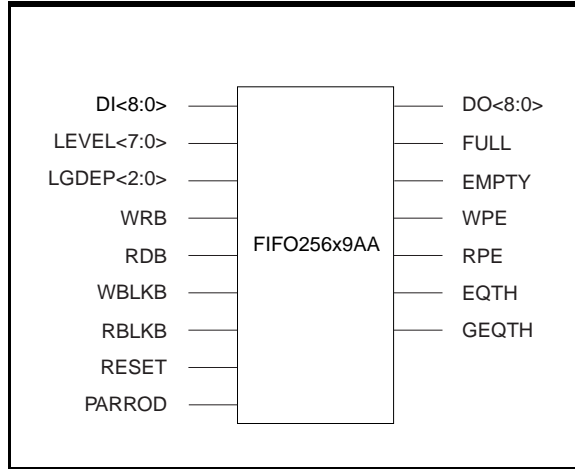 DI<8:0>
LEVEL<7:0>
LGDEP<2:0>
WRB
RDB
WBLKB
RBLKB
RESET
PARROD
FIFO256x9AA
DO<8:0>
FULL
EMPTY
WPE
RPE
EQTH
GEQTH